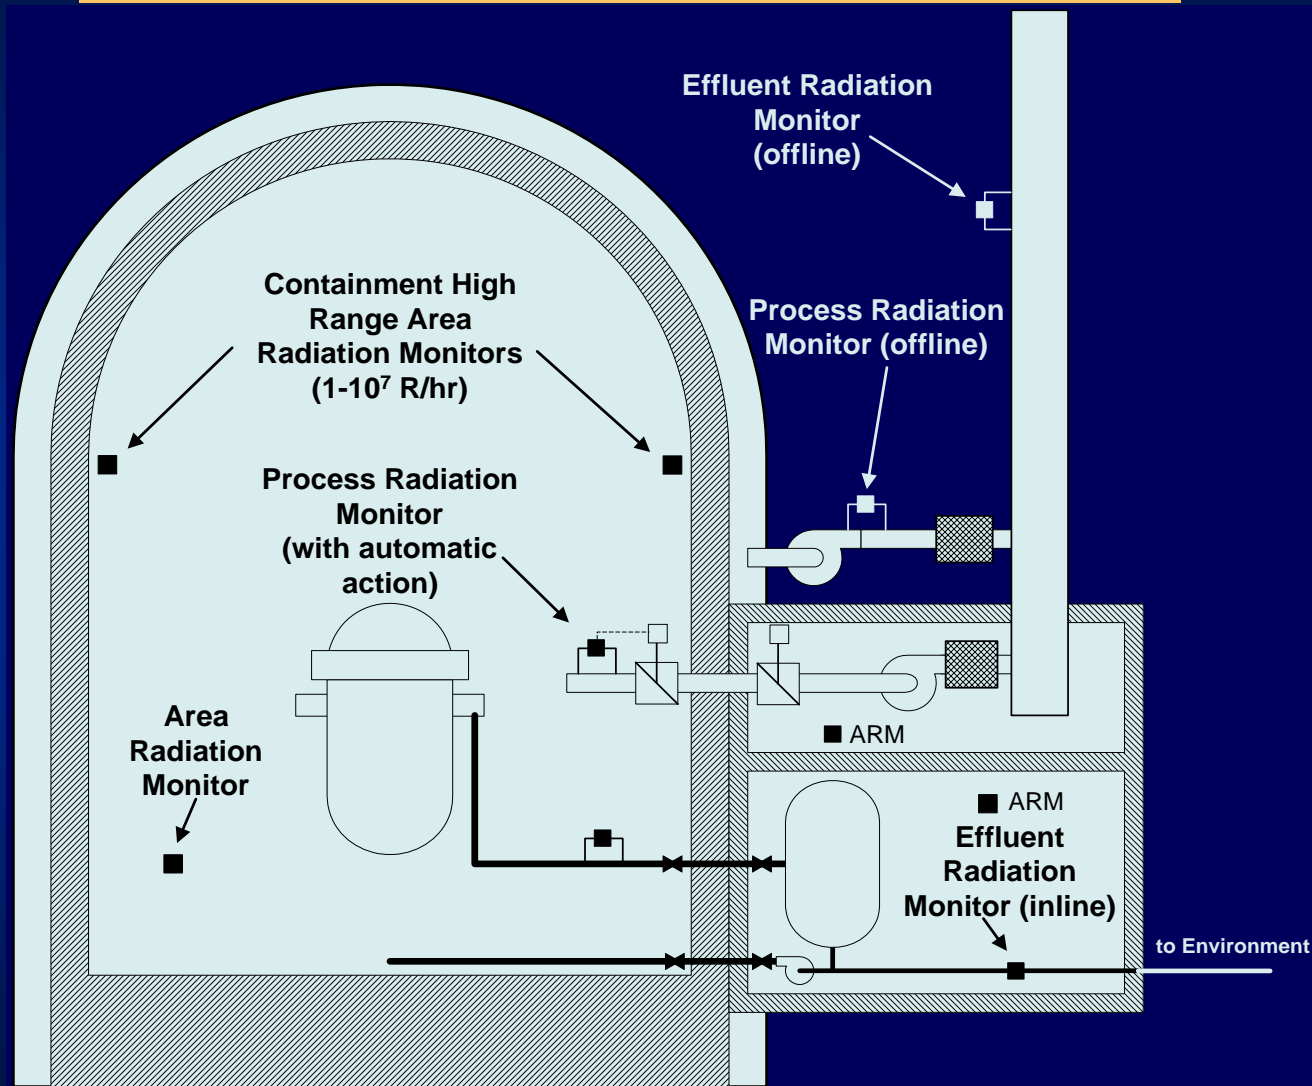 Effluent Radiation
Monitor
(offline)
Containment High
Range Area
Radiation Monitors
(1-10⁷ R/hr)
Process Radiation
Monitor (offline)
Process Radiation
Monitor
(with automatic
action)
Area
Radiation
Monitor
ARM
ARM
Effluent
Radiation
Monitor (inline)
to Environment